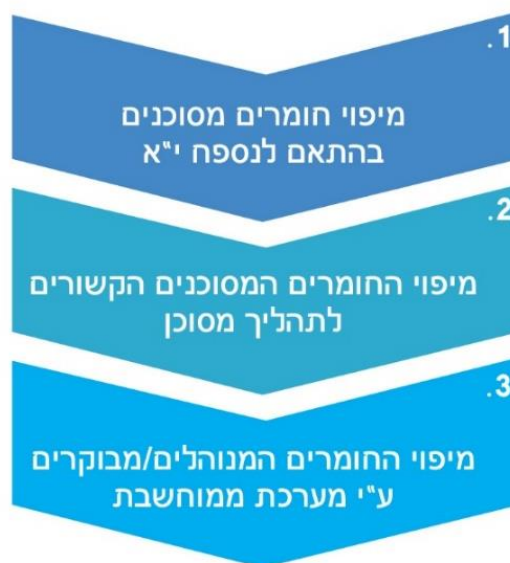 .1
מיפוי חומרים מסוכנים
בהתאם לנספח י"א
.2
מיפוי החומרים המסוכנים הקשורים
לתהליך מסוכן
.3
מיפוי החומרים המנוהלים/מבוקרים
ע"י מערכת ממוחשבת